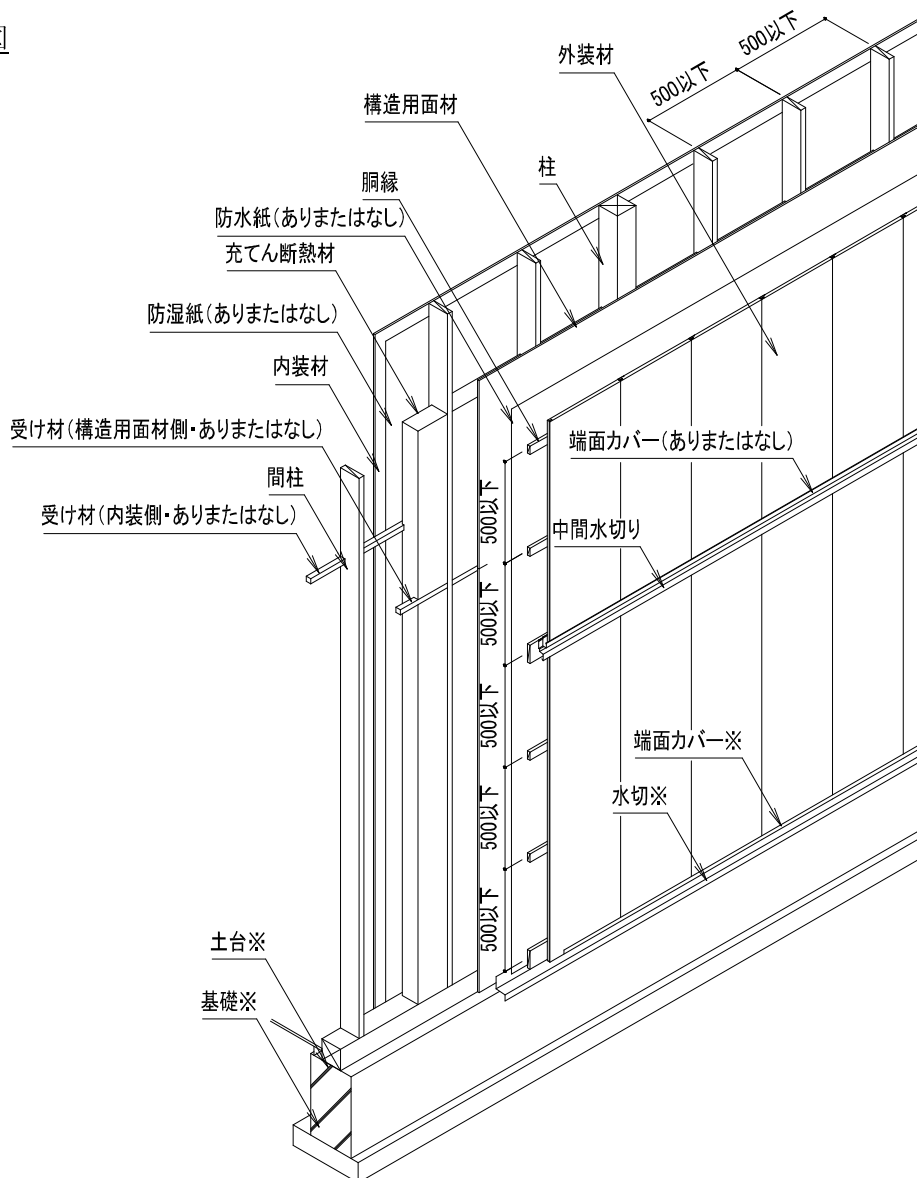 500以下
500以下
外装材
構造用面材
柱
胴縁
防水紙(ありまたはなし)
充てん断熱材
防湿紙(ありまたはなし)
内装材
受け材(構造用面材側・ありまたはなし)
間柱
受け材(内装側・ありまたはなし)
端面カバー(ありまたはなし)
中間水切り
500以下
500以下
500以下
500以下
500以下
端面カバー※
水切※
土台※
基礎※